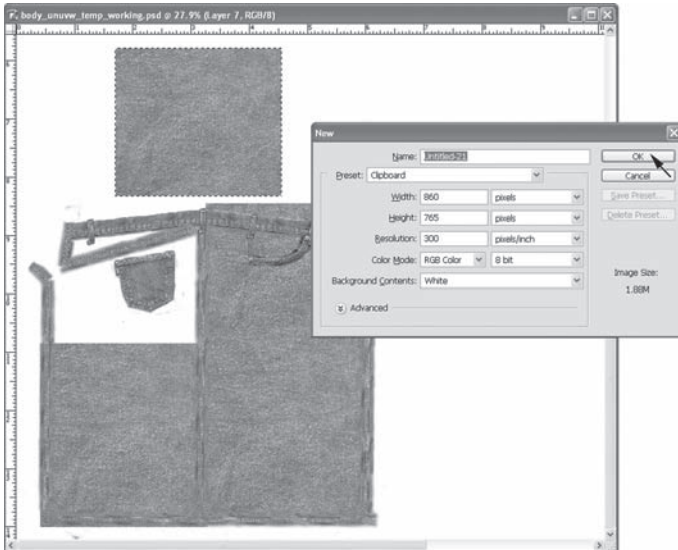 body_unuvw_temp_working.psd @ 27.9% (Layer 7, RGB/8)
New
Name: Untitled-21
OK
Preset: Clipboard
Cancel
Width: 860 pixels
Save Preset...
Height: 765 pixels
Delete Preset...
Resolution: 300 pixels/inch
Color Mode: RGB Color 8 bit
Image Size:
Background Contents: White
1.88M
Advanced